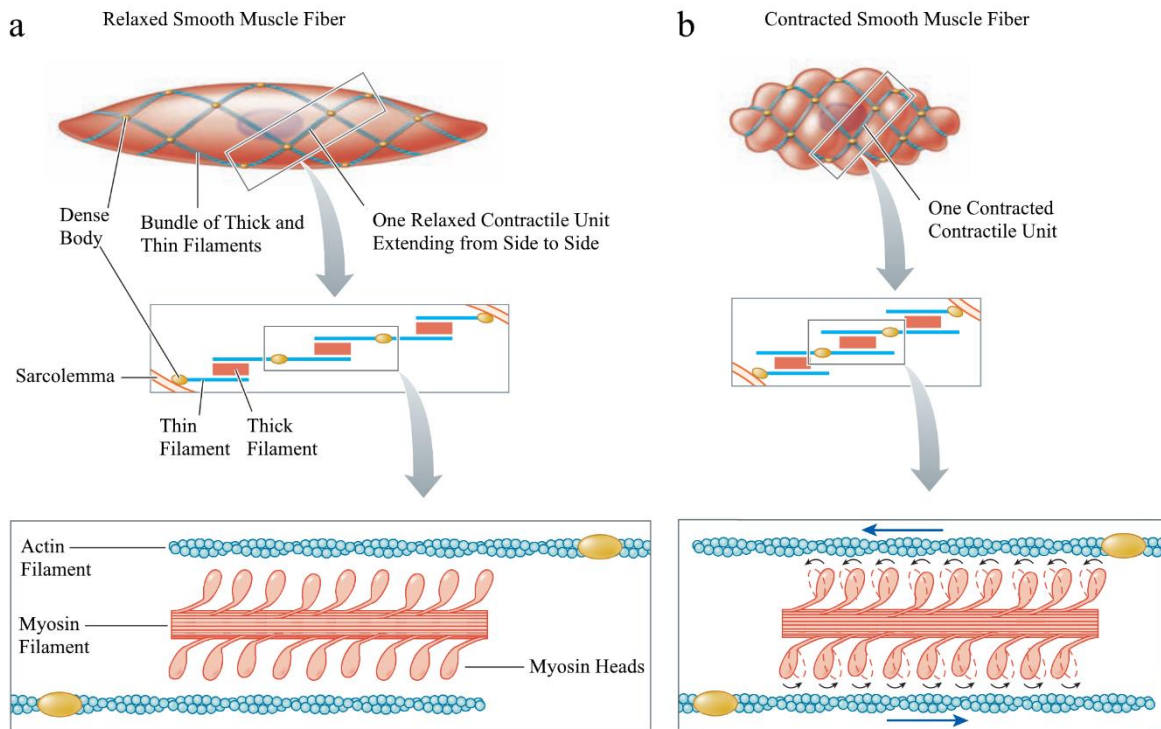 a
Relaxed Smooth Muscle Fiber
b
Contracted Smooth Muscle Fiber
Dense
Body
Bundle of Thick and
Thin Filaments
One Relaxed Contractile Unit
Extending from Side to Side
One Contracted
Contractile Unit
Sarcolemma
Thin
Filament
Thick
Filament
Actin
Filament
Myosin
Filament
Myosin Heads